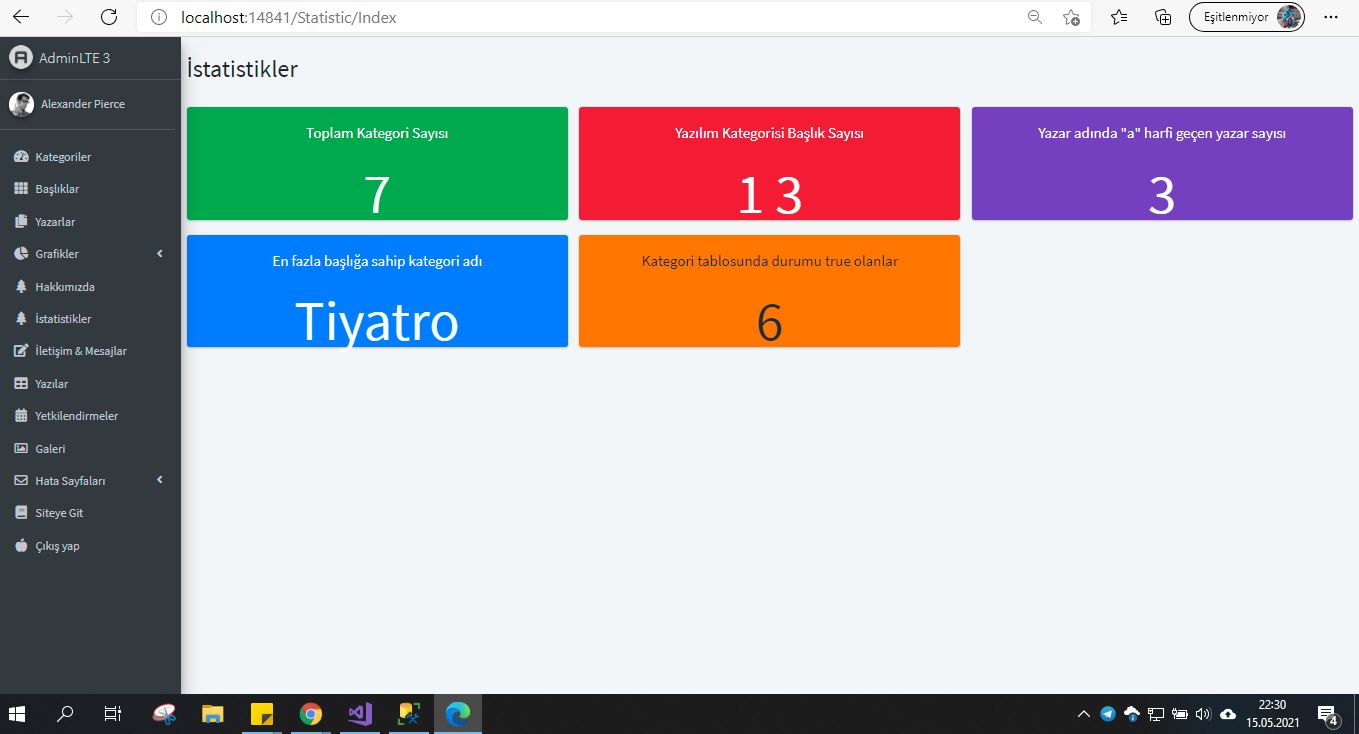 localhost:14841/Statistic/Index
Eşitlenmiyor
AdminLTE 3
Alexander Pierce
Kategoriler
Başlıklar
Yazarlar
Grafikler
Hakkımızda
İstatistikler
İletişim & Mesajlar
Yazılar
Yetkilendirmeler
Galeri
Hata Sayfaları
Siteye Git
Çıkış yap
İstatistikler
Toplam Kategori Sayısı
7
Yazılım Kategorisi Başlık Sayısı
1 3
Yazar adında "a" harfi geçen yazar sayısı
3
En fazla başlığa sahip kategori adı
Tiyatro
Kategori tablosunda durumu true olanlar
6
22:30
15.05.2021
4